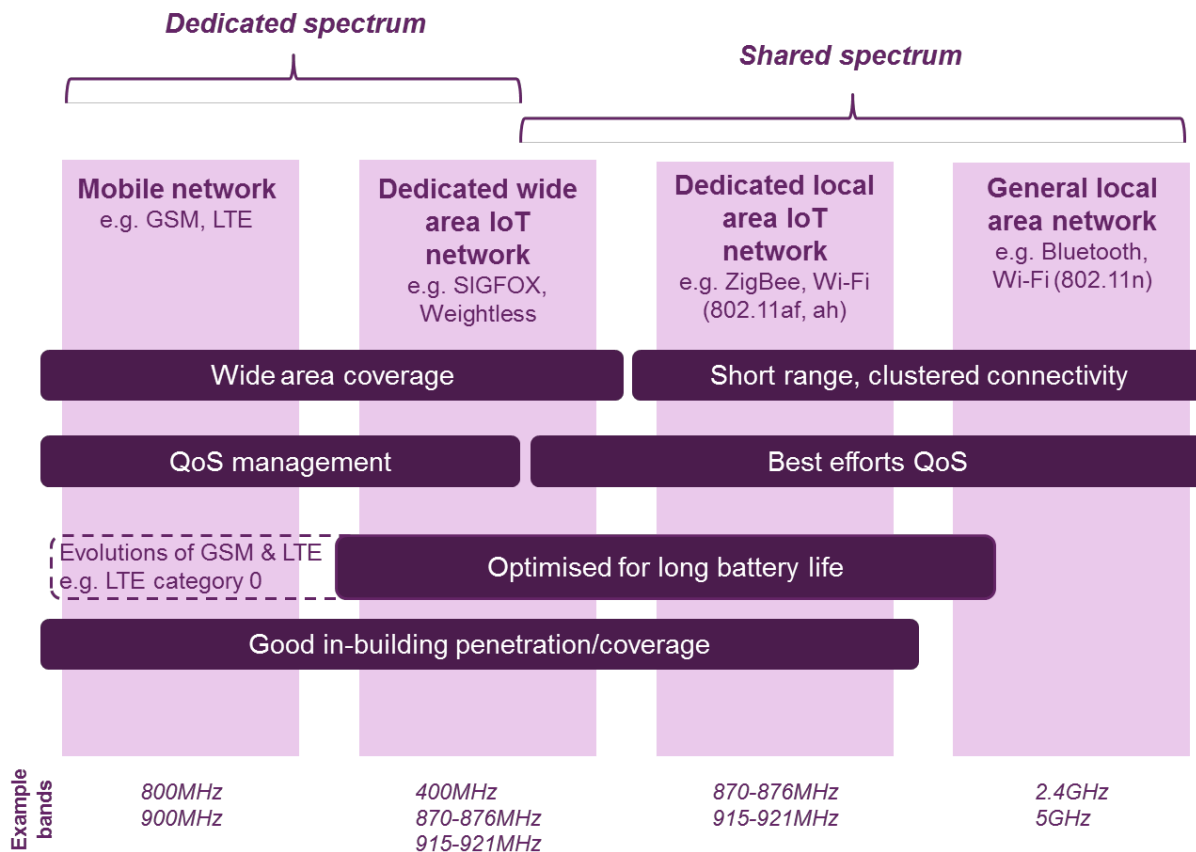 Dedicated spectrum
Shared spectrum
Mobile network
e.g. GSM, LTE
Dedicated wide
area IoT
network
e.g. SIGFOX,
Weightless
Dedicated local
area IoT
network
e.g. ZigBee, Wi-Fi
(802.11af, ah)
General local
area network
e.g. Bluetooth,
Wi-Fi (802.11n)
Wide area coverage
Short range, clustered connectivity
QoS management
Best efforts QoS
Evolutions of GSM & LTE
e.g. LTE category 0
Optimised for long battery life
Good in-building penetration/coverage
Example
bands
800MHz
900MHz
400MHz
870-876MHz
915-921MHz
870-876MHz
915-921MHz
2.4GHz
5GHz